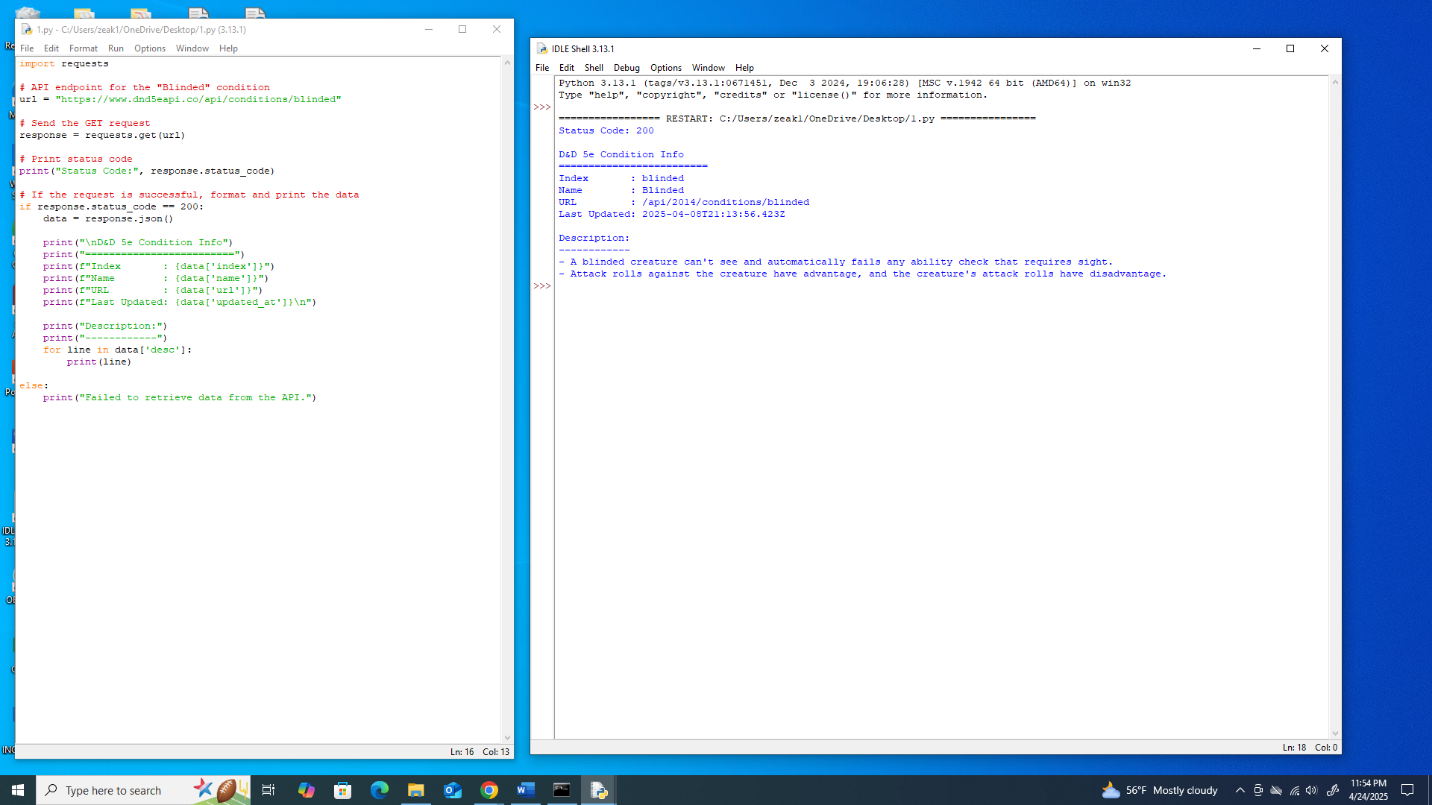 1.py - C:/Users/zeak1/OneDrive/Desktop/1.py (3.13.1)
File Edit Format Run Options Window Help
import requests
# API endpoint for the "Blinded" condition
url = "https://www.dnd5eapi.co/api/conditions/blinded"
# Send the GET request
response = requests.get(url)
# Print status code
print("Status Code:", response.status_code)
# If the request is successful, format and print the data
if response.status_code == 200:
    data = response.json()
    print("\nD&D 5e Condition Info")
    print("=========================")
    print(f"Index       : {data['index']}")
    print(f"Name        : {data['name']}")
    print(f"URL         : {data['url']}")
    print(f"Last Updated: {data['updated_at']}\n")
    print("Description:")
    print("------------")
    for line in data['desc']:
        print(line)
else:
    print("Failed to retrieve data from the API.")
Ln: 16 Col: 13
IDLE Shell 3.13.1
File Edit Shell Debug Options Window Help
Python 3.13.1 (tags/v3.13.1:0671451, Dec  3 2024, 19:06:28) [MSC v.1942 64 bit (AMD64)] on win32
Type "help", "copyright", "credits" or "license()" for more information.
>>>
================= RESTART: C:/Users/zeak1/OneDrive/Desktop/1.py ================
Status Code: 200
D&D 5e Condition Info
=========================
Index       : blinded
Name        : Blinded
URL         : /api/2014/conditions/blinded
Last Updated: 2025-04-08T21:13:56.423Z
Description:
------------
- A blinded creature can't see and automatically fails any ability check that requires sight.
- Attack rolls against the creature have advantage, and the creature's attack rolls have disadvantage.
>>>
Ln: 18 Col: 0
Type here to search
56°F Mostly cloudy
11:54 PM
4/24/2025